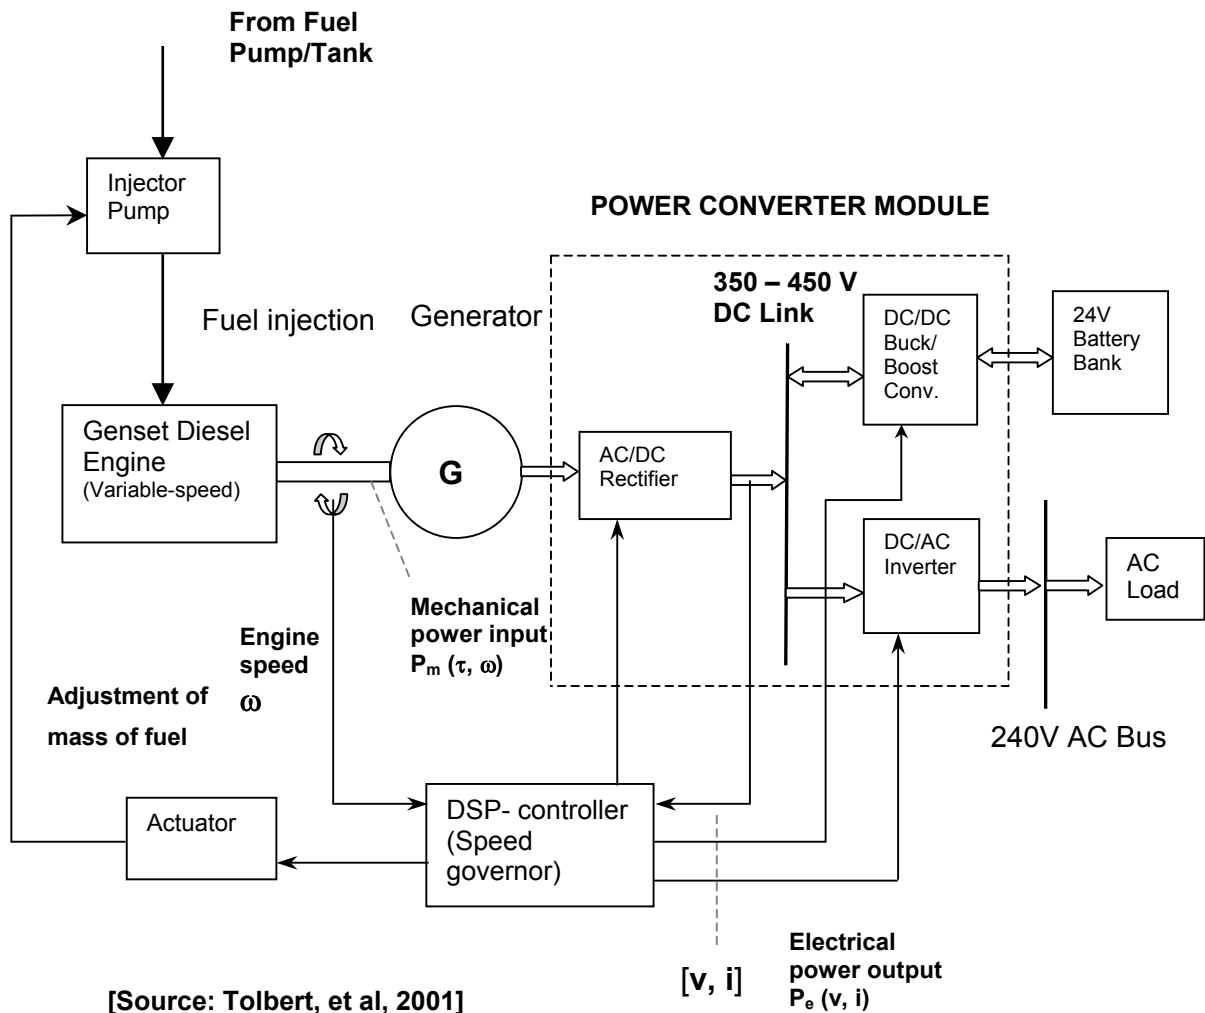 From Fuel
Pump/Tank
Injector
Pump
POWER CONVERTER MODULE
350 – 450 V
DC Link
DC/DC
Buck/
Boost
Conv.
24V
Battery
Bank
Fuel injection
Generator
Genset Diesel
Engine
(Variable-speed)
G
AC/DC
Rectifier
DC/AC
Inverter
AC
Load
Mechanical
power input
Pm (τ, ω)
Engine
speed
ω
Adjustment of
mass of fuel
240V AC Bus
Actuator
DSP- controller
(Speed
governor)
[v, i]
Electrical
power output
Pe (v, i)
[Source: Tolbert, et al, 2001]